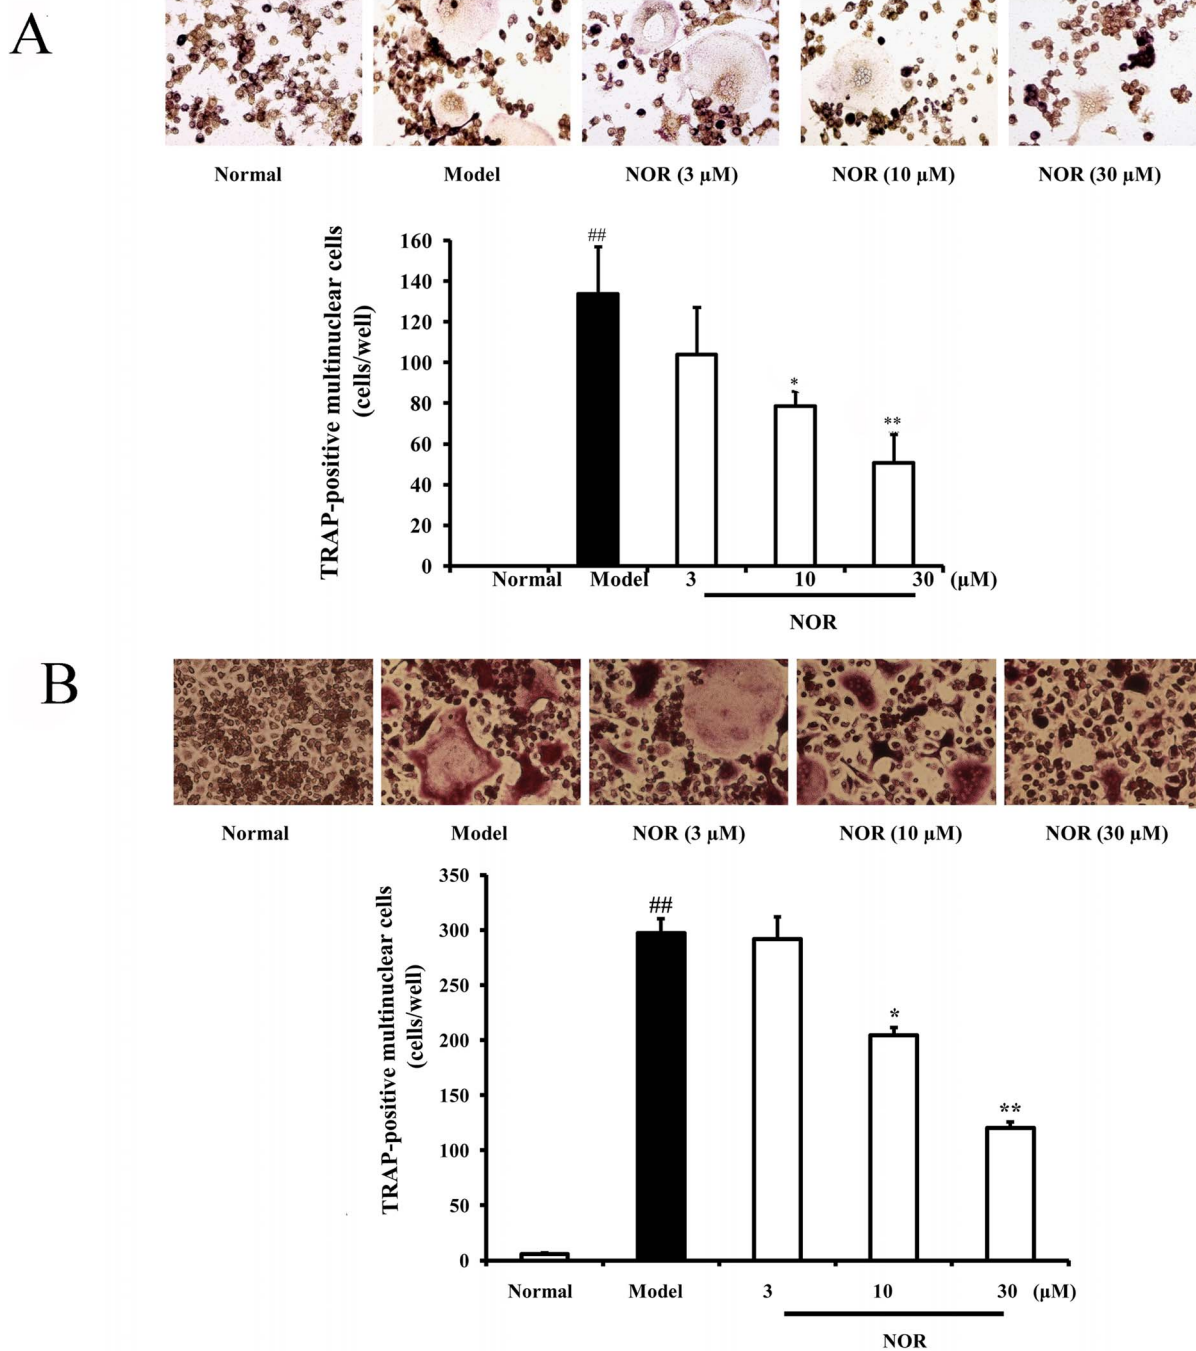 A
Normal Model NOR (3 μM) NOR (10 μM) NOR (30 μM)
TRAP-positive multinuclear cells
(cells/well)
160
140
120
100
80
60
40
20
0
##
*
**
Normal Model 3 10 30 (μM)
NOR
B
Normal Model NOR (3 μM) NOR (10 μM) NOR (30 μM)
TRAP-positive multinuclear cells
(cells/well)
350
300
250
200
150
100
50
0
##
*
**
Normal Model 3 10 30 (μM)
NOR